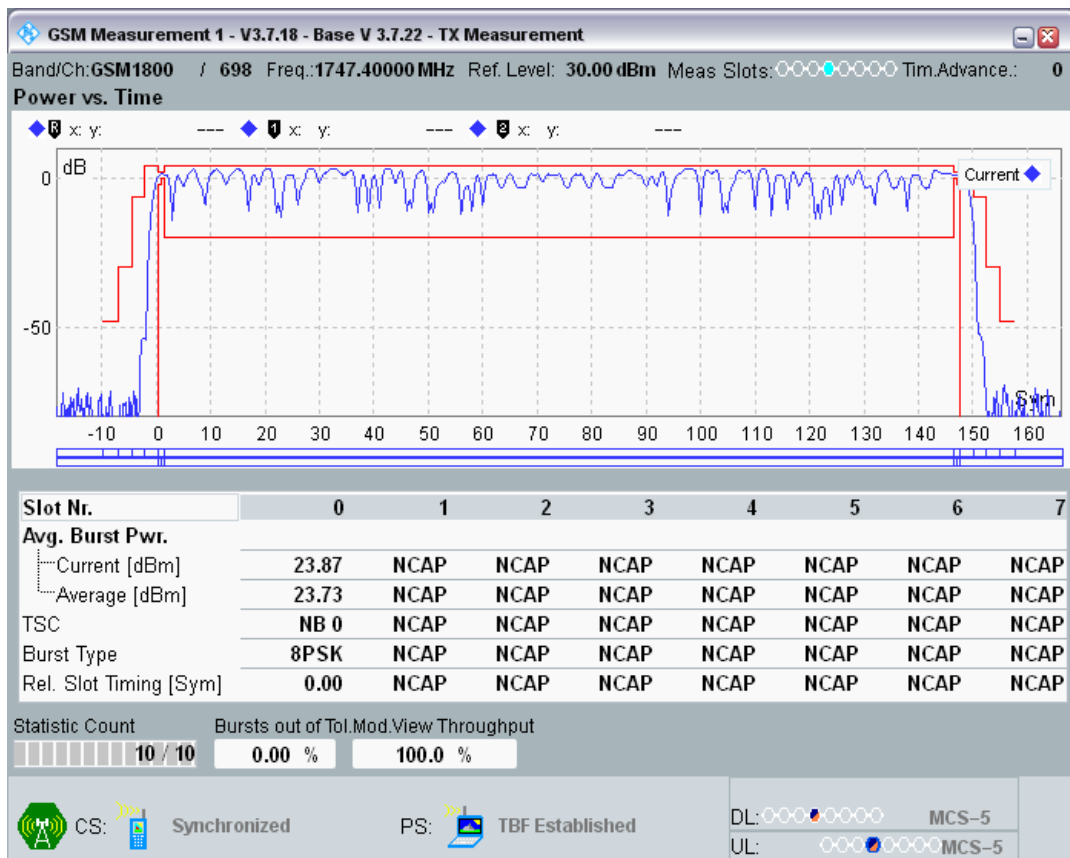 GSM Measurement 1 - V3.7.18 - Base V 3.7.22 - TX Measurement
Band/Ch:GSM1800 / 698 Freq.:1747.40000 MHz Ref. Level: 30.00 dBm Meas Slots: Tim.Advance.: 0
Power vs. Time
R x: y: --- 1 x: y: --- 2 x: y: ---
dB
0
Current
-50
Sym
-10 0 10 20 30 40 50 60 70 80 90 100 110 120 130 140 150 160
Slot Nr. 0 1 2 3 4 5 6 7
Avg. Burst Pwr.
Current [dBm] 23.87 NCAP NCAP NCAP NCAP NCAP NCAP NCAP
Average [dBm] 23.73 NCAP NCAP NCAP NCAP NCAP NCAP NCAP
TSC NB 0 NCAP NCAP NCAP NCAP NCAP NCAP NCAP
Burst Type 8PSK NCAP NCAP NCAP NCAP NCAP NCAP NCAP
Rel. Slot Timing [Sym] 0.00 NCAP NCAP NCAP NCAP NCAP NCAP NCAP
Statistic Count Bursts out of Tol.Mod.View Throughput
10 / 10 0.00 % 100.0 %
CS: Synchronized PS: TBF Established
DL: MCS-5
UL: MCS-5